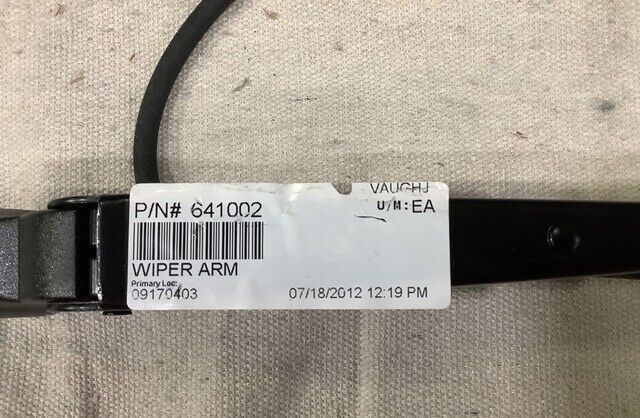 VAUGHJ
P/N# 641002 U/M:EA
WIPER ARM
Primary Loc:
09170403 07/18/2012 12:19 PM